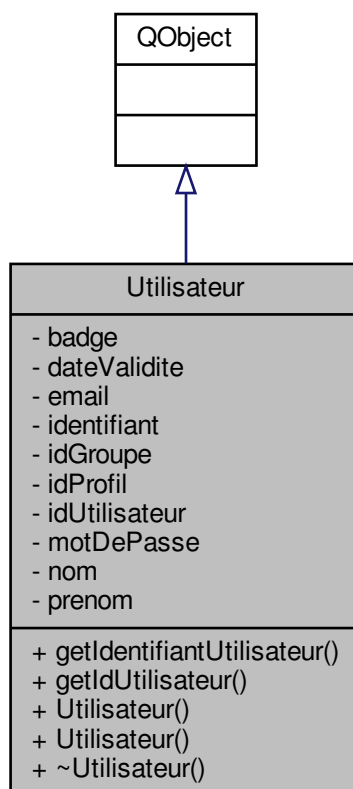 QObject
Utilisateur
- badge
- dateValidite
- email
- identifiant
- idGroupe
- idProfil
- idUtilisateur
- motDePasse
- nom
- prenom
+ getIdentifiantUtilisateur()
+ getIdUtilisateur()
+ Utilisateur()
+ Utilisateur()
+ ~Utilisateur()